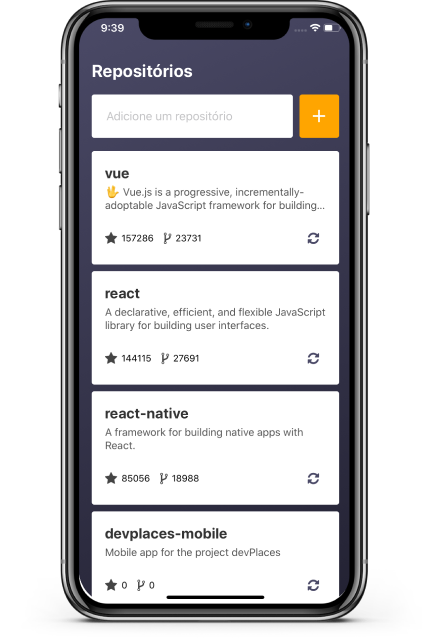 9:39
Repositórios
Adicione um repositório
vue
🖖 Vue.js is a progressive, incrementally-
adoptable JavaScript framework for building...
157286 23731
react
A declarative, efficient, and flexible JavaScript
library for building user interfaces.
144115 27691
react-native
A framework for building native apps with
React.
85056 18988
devplaces-mobile
Mobile app for the project devPlaces
0 0